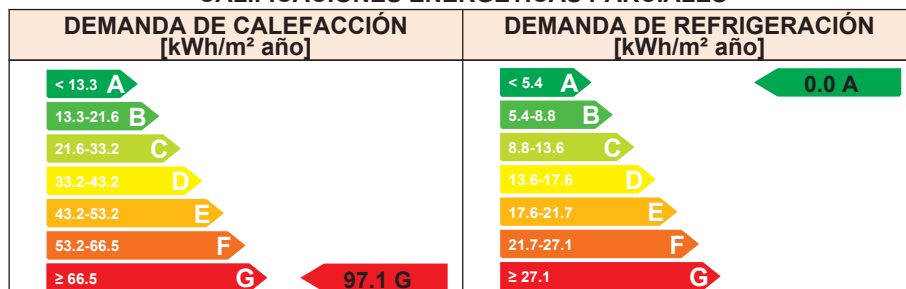 CALIFICACIONES ENERGÉTICAS PARCIALES
DEMANDA DE CALEFACCIÓN
[kWh/m² año]
< 13.3 A
13.3-21.6 B
21.6-33.2 C
33.2-43.2 D
43.2-53.2 E
53.2-66.5 F
≥ 66.5 G
97.1 G
DEMANDA DE REFRIGERACIÓN
[kWh/m² año]
< 5.4 A
0.0 A
5.4-8.8 B
8.8-13.6 C
13.6-17.6 D
17.6-21.7 E
21.7-27.1 F
≥ 27.1 G